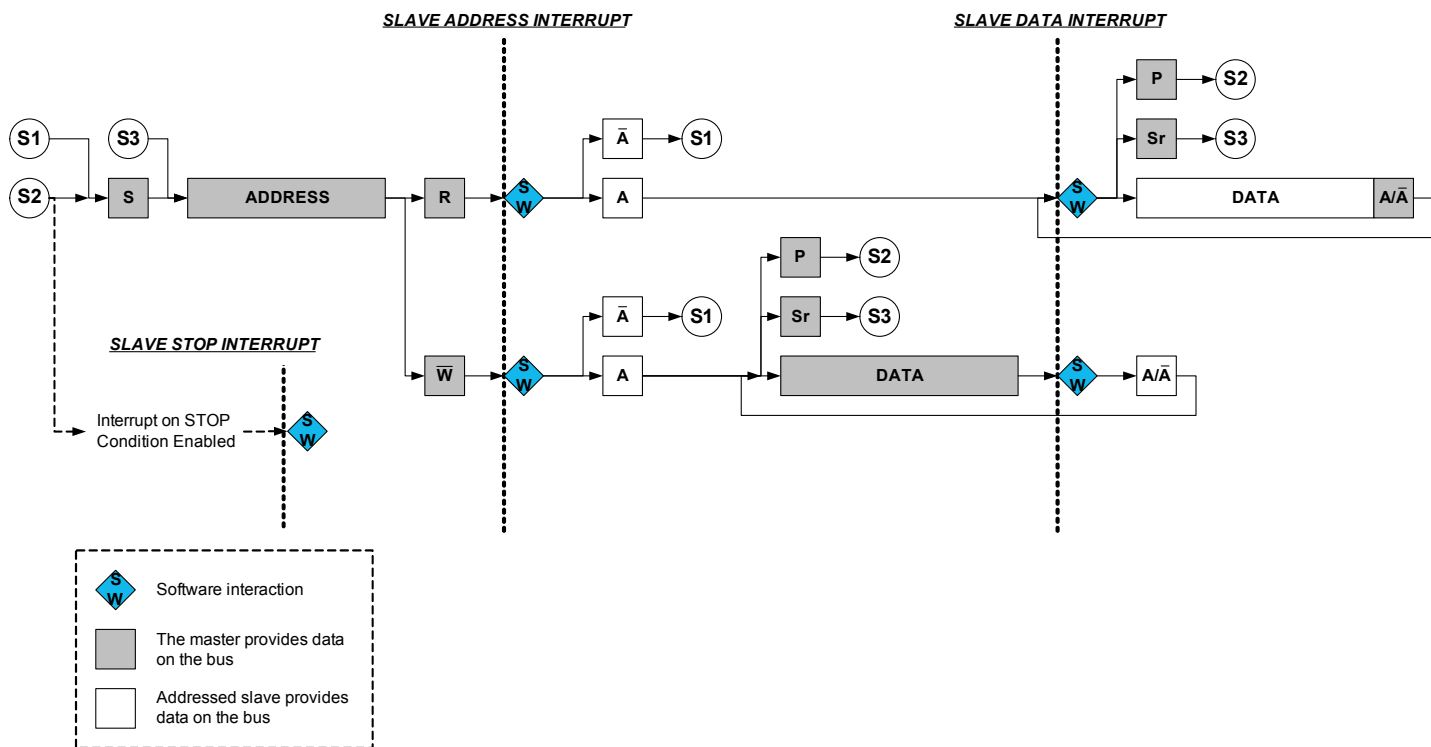 SLAVE ADDRESS INTERRUPT
SLAVE DATA INTERRUPT
P
S2
S1
S3
A̅
S1
Sr
S3
S2
S
ADDRESS
R
S
W
A
S
W
DATA
A/A̅
P
S2
A̅
S1
Sr
S3
SLAVE STOP INTERRUPT
W̅
S
W
A
DATA
S
W
A/A̅
Interrupt on STOP
Condition Enabled
S
W
S
W
Software interaction
The master provides data
on the bus
Addressed slave provides
data on the bus